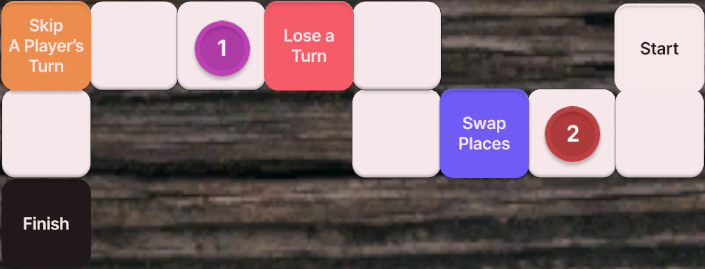 Skip
A Player's
Turn
1
Lose a
Turn
Start
Swap
Places
2
Finish